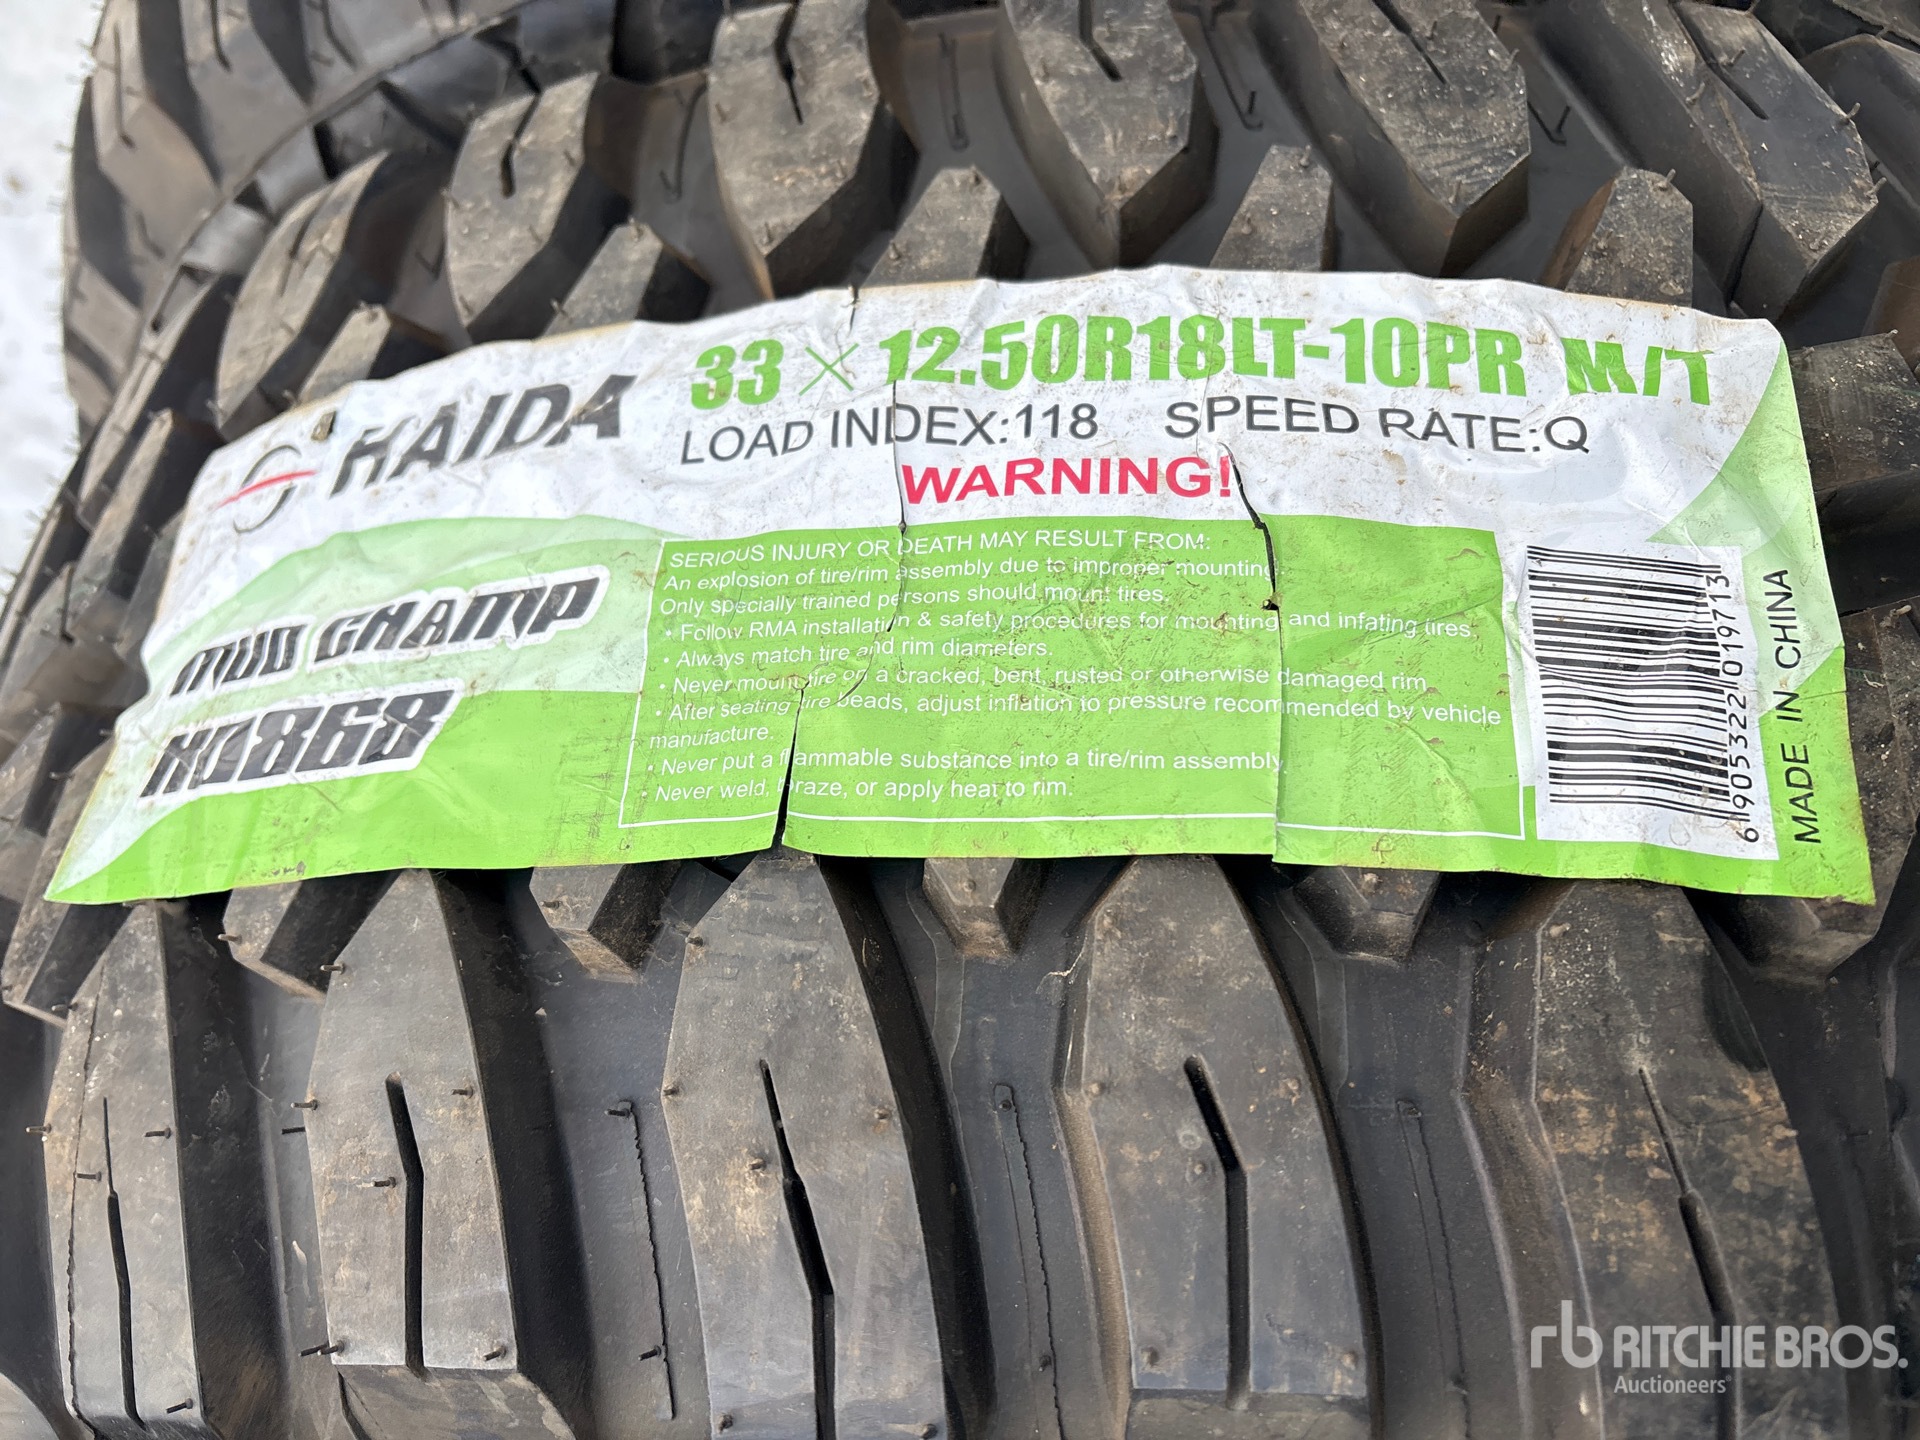 HAIDA
33 × 12.50R18LT-10PR M/T
LOAD INDEX:118 SPEED RATE:Q
WARNING!
MUD CHAMP
HD868
SERIOUS INJURY OR DEATH MAY RESULT FROM:
An explosion of tire/rim assembly due to improper mounting.
Only specially trained persons should mount tires.
• Follow RMA installatin & safety procedures for mounting and infating tires
• Always match tire and rim diameters.
• Never mount tire on a cracked, bent, rusted or otherwise damaged rim
• After seating tire beads, adjust inflation to pressure recommended by vehicle
manufacture.
• Never put a flammable substance into a tire/rim assembly
• Never weld, braze, or apply heat to rim.
6 905322 019713
MADE IN CHINA
rb RITCHIE BROS.
Auctioneers